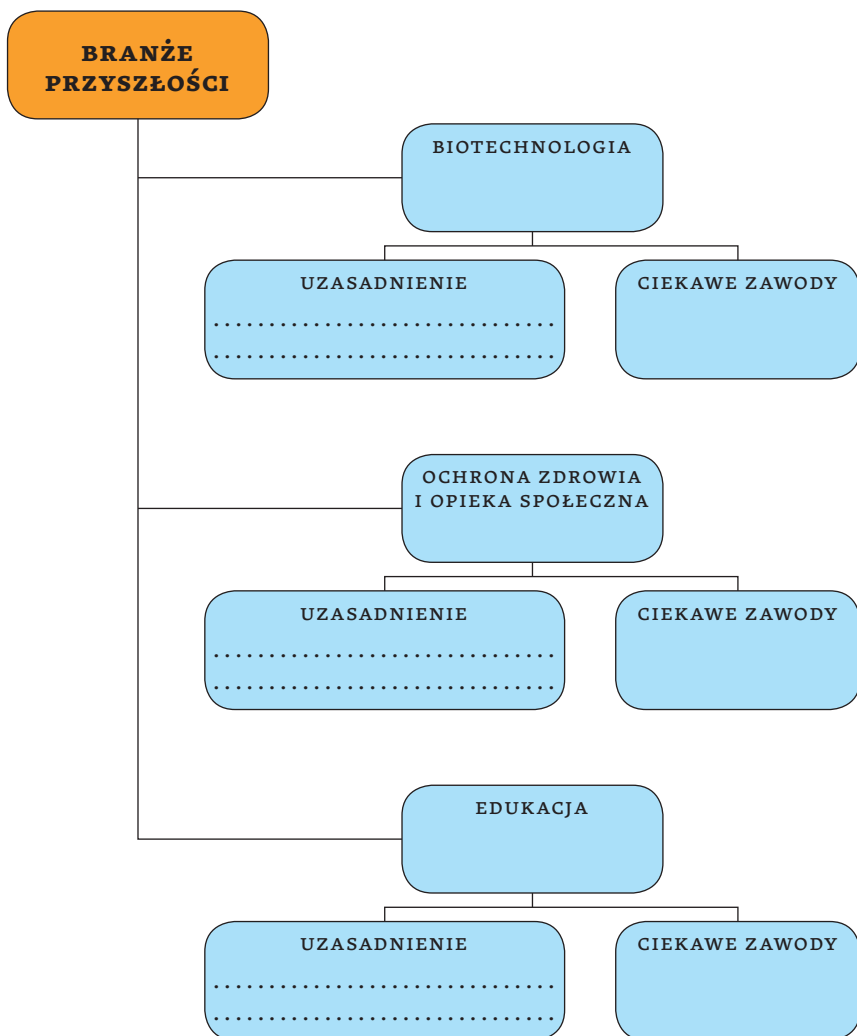 BRANŻE
PRZYSZŁOŚCI
BIOTECHNOLOGIA
UZASADNIENIE
................................
................................
CIEKAWE ZAWODY
OCHRONA ZDROWIA
I OPIEKA SPOŁECZNA
UZASADNIENIE
................................
................................
CIEKAWE ZAWODY
EDUKACJA
UZASADNIENIE
................................
................................
CIEKAWE ZAWODY